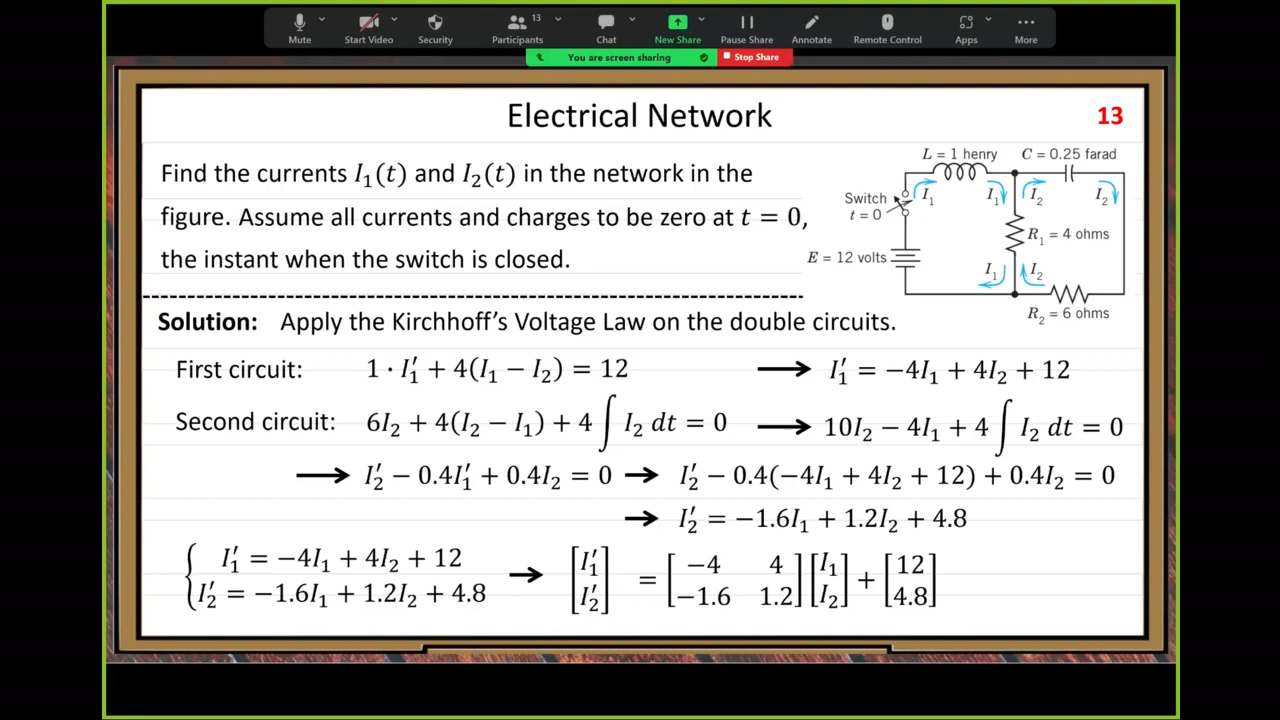 Mute
Start Video
Security
Participants
13
Chat
New Share
Pause Share
Annotate
Remote Control
Apps
More
You are screen sharing
Stop Share
Electrical Network
13
Find the currents I₁(t) and I₂(t) in the network in the
figure. Assume all currents and charges to be zero at t = 0,
the instant when the switch is closed.
L = 1 henry
C = 0.25 farad
Switch
t = 0
I₁
I₁
I₂
I₂
R₁ = 4 ohms
E = 12 volts
I₁
I₂
R₂ = 6 ohms
Solution: Apply the Kirchhoff's Voltage Law on the double circuits.
First circuit: 1 · I₁′ + 4(I₁ − I₂) = 12 → I₁′ = −4I₁ + 4I₂ + 12
Second circuit: 6I₂ + 4(I₂ − I₁) + 4 ∫ I₂ dt = 0 → 10I₂ − 4I₁ + 4 ∫ I₂ dt = 0
→ I₂′ − 0.4I₁′ + 0.4I₂ = 0 → I₂′ − 0.4(−4I₁ + 4I₂ + 12) + 0.4I₂ = 0
→ I₂′ = −1.6I₁ + 1.2I₂ + 4.8
{ I₁′ = −4I₁ + 4I₂ + 12
I₂′ = −1.6I₁ + 1.2I₂ + 4.8
→ [I₁′ I₂′] = [−4 4 −1.6 1.2] [I₁ I₂] + [12 4.8]